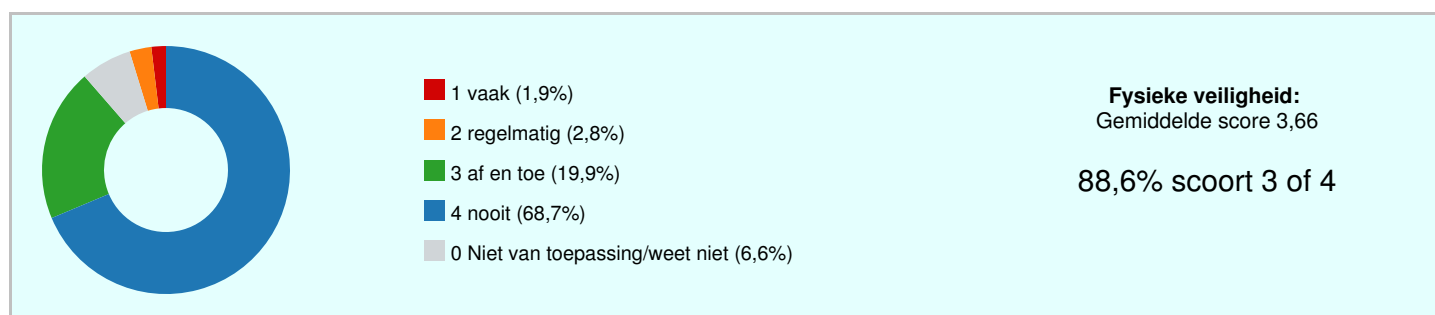 1 vaak (1,9%)
2 regelmatig (2,8%)
3 af en toe (19,9%)
4 nooit (68,7%)
0 Niet van toepassing/weet niet (6,6%)
Fysieke veiligheid:
Gemiddelde score 3,66
88,6% scoort 3 of 4